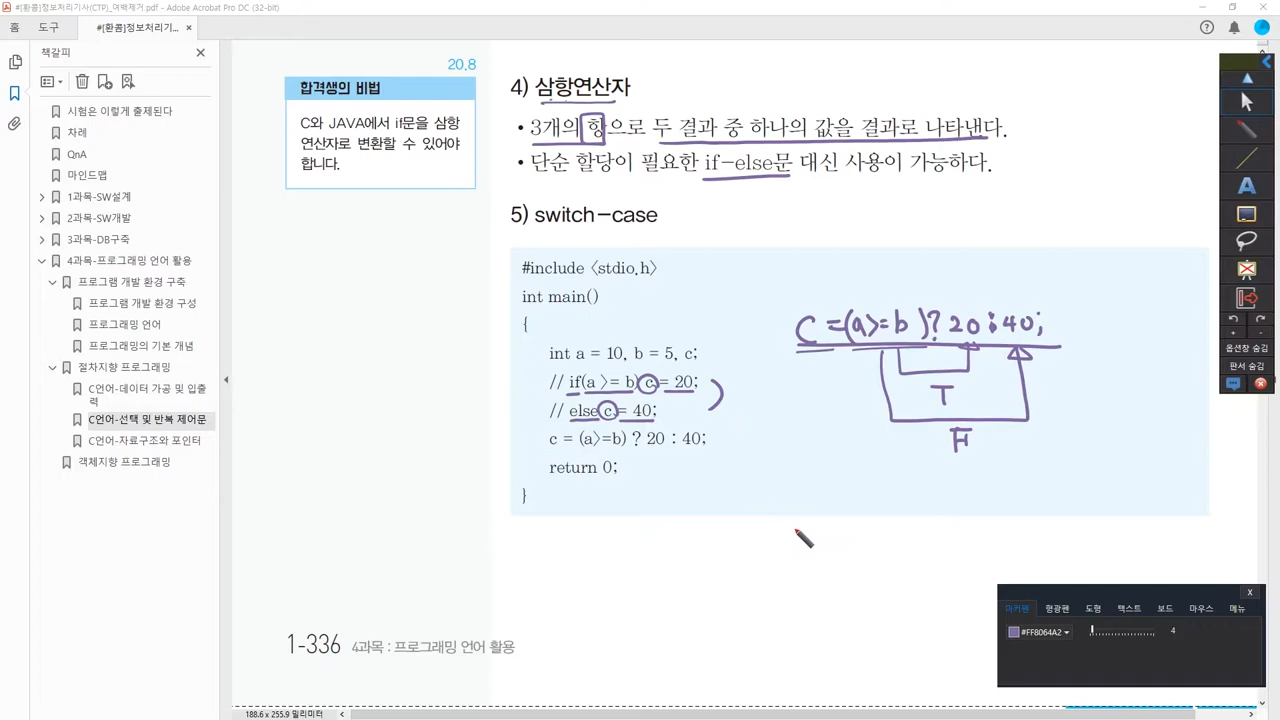 #[환콤]정보처리기사(CTP)_여백제거.pdf - Adobe Acrobat Pro DC (32-bit)
홈 도구 #[환콤]정보처리기... ×
책갈피
시험은 이렇게 출제된다
차례
QnA
마인드맵
1과목-SW설계
2과목-SW개발
3과목-DB구축
4과목-프로그래밍 언어 활용
프로그램 개발 환경 구축
프로그램 개발 환경 구성
프로그래밍 언어
프로그래밍의 기본 개념
절차지향 프로그래밍
C언어-데이터 가공 및 입출
력
C언어-선택 및 반복 제어문
C언어-자료구조와 포인터
객체지향 프로그래밍
20.8
합격생의 비법
C와 JAVA에서 if문을 삼항
연산자로 변환할 수 있어야
합니다.
4) 삼항연산자
• 3개의 항으로 두 결과 중 하나의 값을 결과로 나타낸다.
• 단순 할당이 필요한 if-else문 대신 사용이 가능하다.
5) switch-case
#include <stdio.h>
int main()
{
int a = 10, b = 5, c;
// if(a >= b) c = 20;
// else c = 40;
c = (a>=b) ? 20 : 40;
return 0;
}
C =(a>=b )? 20 : 40;
T
F
1-336 4과목 : 프로그래밍 언어 활용
188.6 x 255.9 밀리미터
옵션창 숨김
판서 숨김
마커펜 형광펜 도형 텍스트 보드 마우스 메뉴
#FF8064A2 4